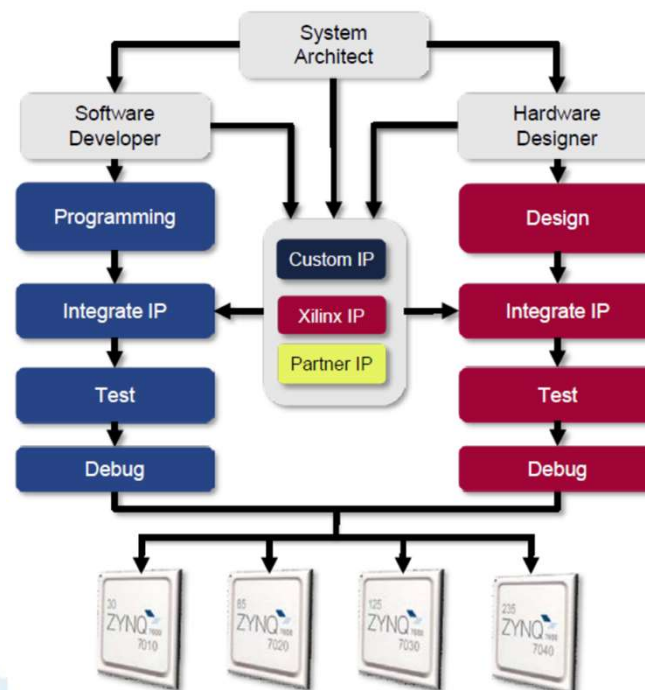 System
Architect
Software
Developer
Hardware
Designer
Programming
Design
Custom IP
Integrate IP
Xilinx IP
Integrate IP
Partner IP
Test
Test
Debug
Debug
30
ZYNQ
7010
85
ZYNQ
7020
125
ZYNQ
7030
235
ZYNQ
7040